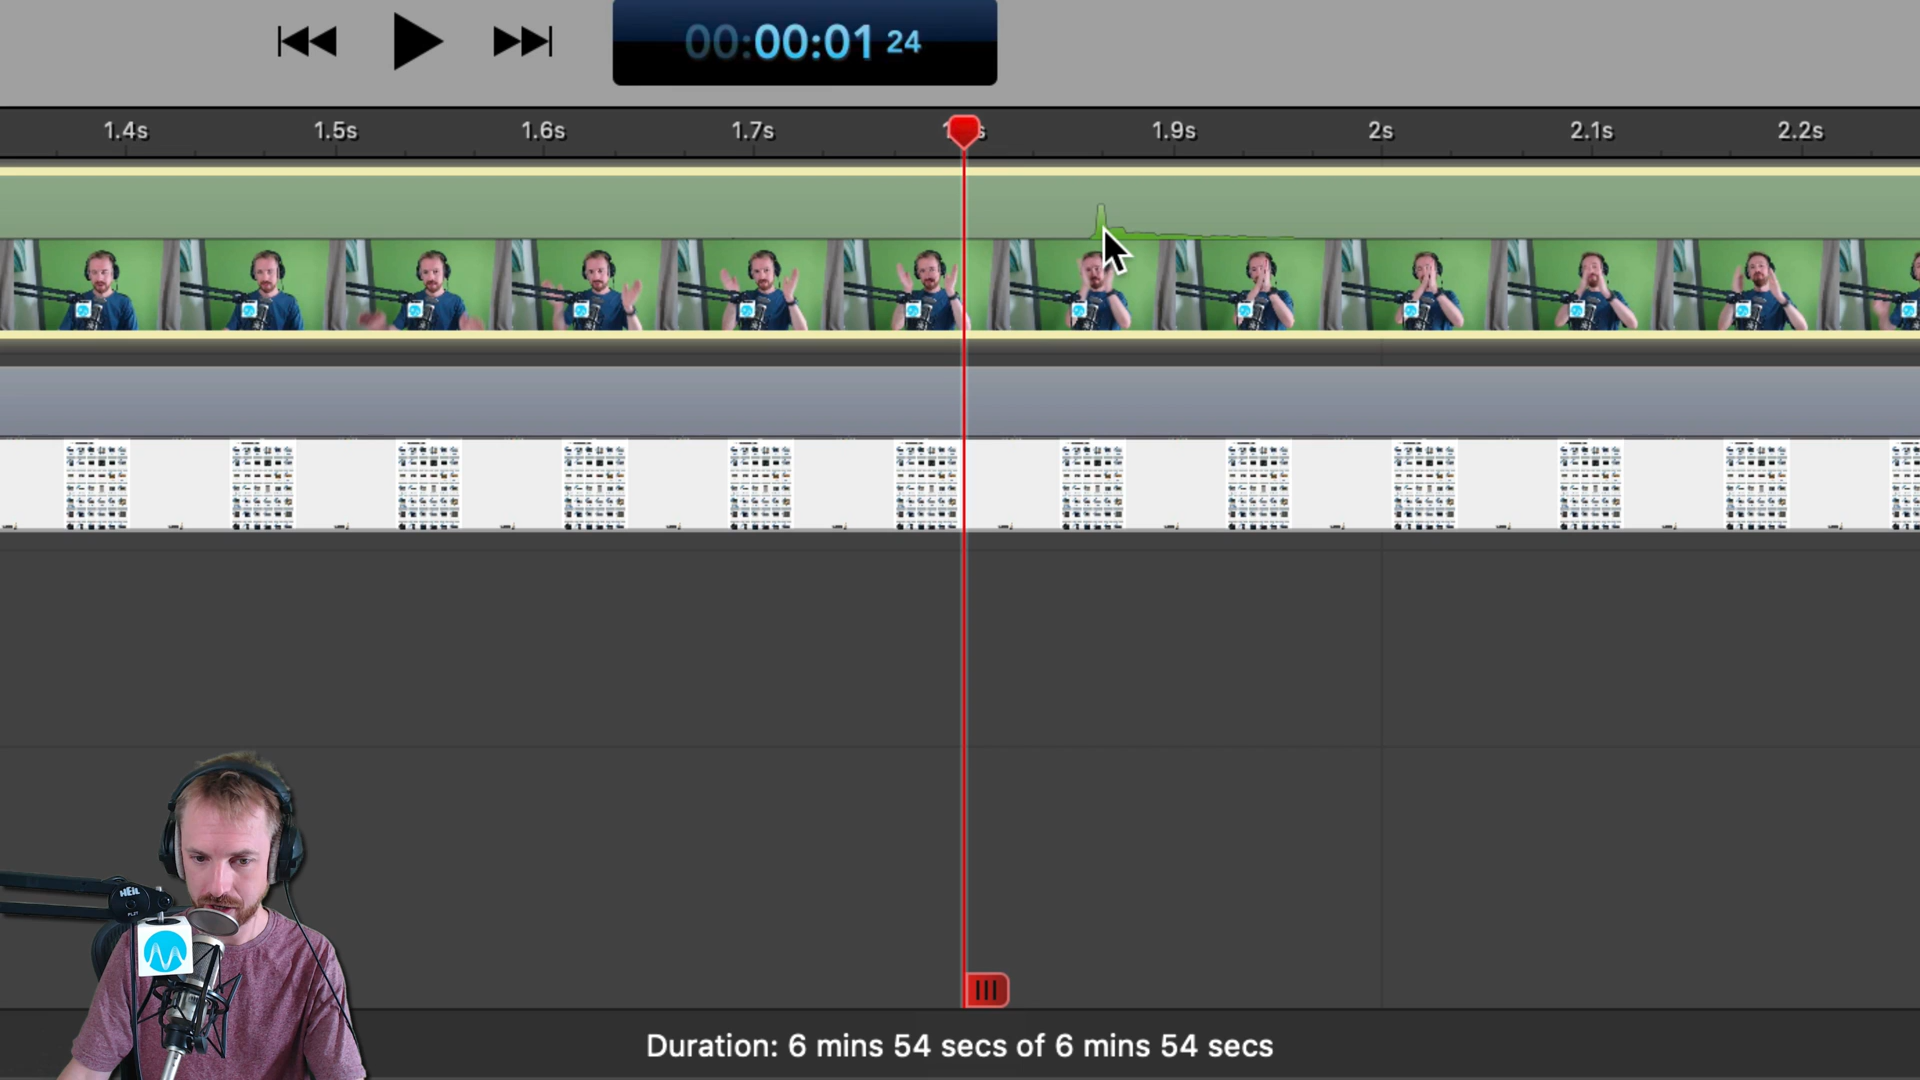 00:00:01 24
1.4s 1.5s 1.6s 1.7s 1.9s 2s 2.1s 2.2s
HEIL
Duration: 6 mins 54 secs of 6 mins 54 secs